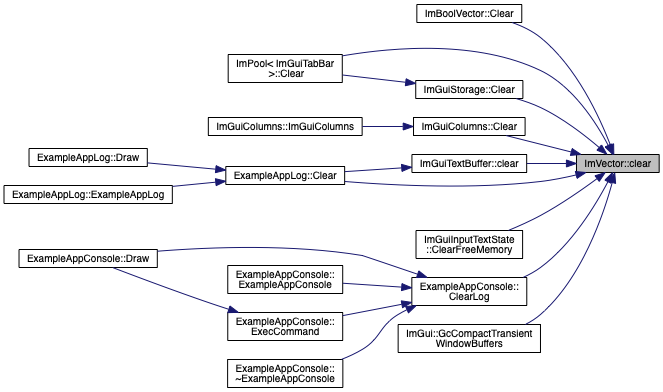 ImBoolVector::Clear
ImPool< ImGuiTabBar
>::Clear
ImGuiStorage::Clear
ImGuiColumns::ImGuiColumns
ImGuiColumns::Clear
ExampleAppLog::Draw
ImGuiTextBuffer::clear
ImVector::clear
ExampleAppLog::Clear
ExampleAppLog::ExampleAppLog
ImGuiInputTextState
::ClearFreeMemory
ExampleAppConsole::Draw
ExampleAppConsole::
ExampleAppConsole
ExampleAppConsole::
ClearLog
ExampleAppConsole::
ExecCommand
ImGui::GcCompactTransient
WindowBuffers
ExampleAppConsole::
~ExampleAppConsole